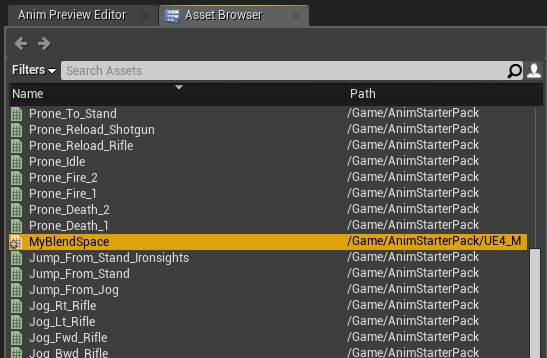 Anim Preview Editor
Asset Browser
Filters
Search Assets
Name Path
Prone_To_Stand /Game/AnimStarterPack
Prone_Reload_Shotgun /Game/AnimStarterPack
Prone_Reload_Rifle /Game/AnimStarterPack
Prone_Idle /Game/AnimStarterPack
Prone_Fire_2 /Game/AnimStarterPack
Prone_Fire_1 /Game/AnimStarterPack
Prone_Death_2 /Game/AnimStarterPack
Prone_Death_1 /Game/AnimStarterPack
MyBlendSpace /Game/AnimStarterPack/UE4_M
Jump_From_Stand_Ironsights /Game/AnimStarterPack
Jump_From_Stand /Game/AnimStarterPack
Jump_From_Jog /Game/AnimStarterPack
Jog_Rt_Rifle /Game/AnimStarterPack
Jog_Lt_Rifle /Game/AnimStarterPack
Jog_Fwd_Rifle /Game/AnimStarterPack
Jog_Bwd_Rifle /Game/AnimStarterPack